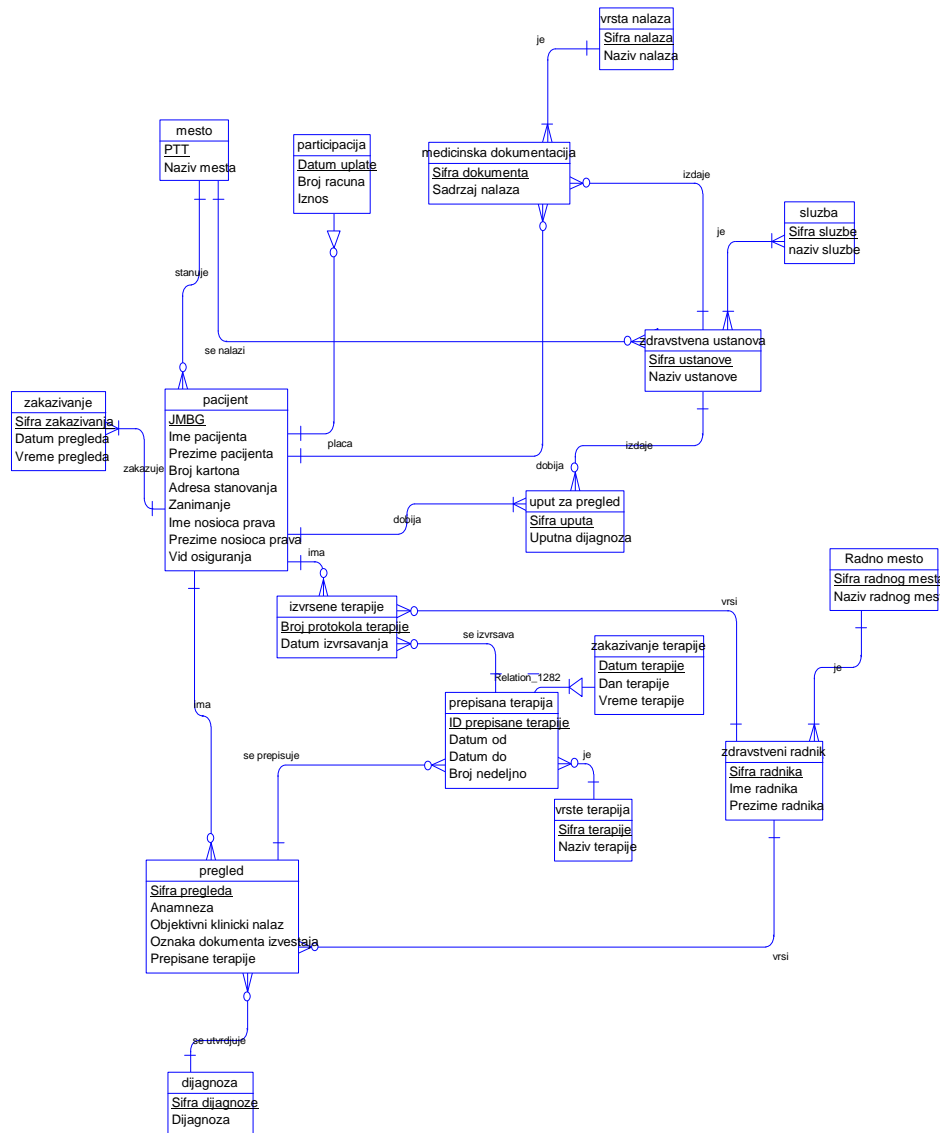 vrsta nalaza
Sifra nalaza
Naziv nalaza
je
mesto
PTT
Naziv mesta
participacija
Datum uplate
Broj racuna
Iznos
medicinska dokumentacija
Sifra dokumenta
Sadrzaj nalaza
izdaje
sluzba
Sifra sluzbe
naziv sluzbe
je
stanuje
se nalazi
zdravstvena ustanova
Sifra ustanove
Naziv ustanove
zakazivanje
Sifra zakazivanja
Datum pregleda
Vreme pregleda
zakazuje
pacijent
JMBG
Ime pacijenta
Prezime pacijenta
Broj kartona
Adresa stanovanja
Zanimanje
Ime nosioca prava
Prezime nosioca prava
Vid osiguranja
placa
dobija
izdaje
uput za pregled
Sifra uputa
Uputna dijagnoza
dobija
ima
izvrsene terapije
Broj protokola terapije
Datum izvrsavanja
vrsi
se izvrsava
Radno mesto
Sifra radnog mesta
Naziv radnog mes
je
zakazivanje terapije
Datum terapije
Dan terapije
Vreme terapije
Relation_1282
prepisana terapija
ID prepisane terapije
Datum od
Datum do
Broj nedeljno
ima
se prepisuje
je
vrste terapija
Sifra terapije
Naziv terapije
zdravstveni radnik
Sifra radnika
Ime radnika
Prezime radnika
pregled
Sifra pregleda
Anamneza
Objektivni klinicki nalaz
Oznaka dokumenta izvestaja
Prepisane terapije
vrsi
se utvrdjuje
dijagnoza
Sifra dijagnoze
Dijagnoza